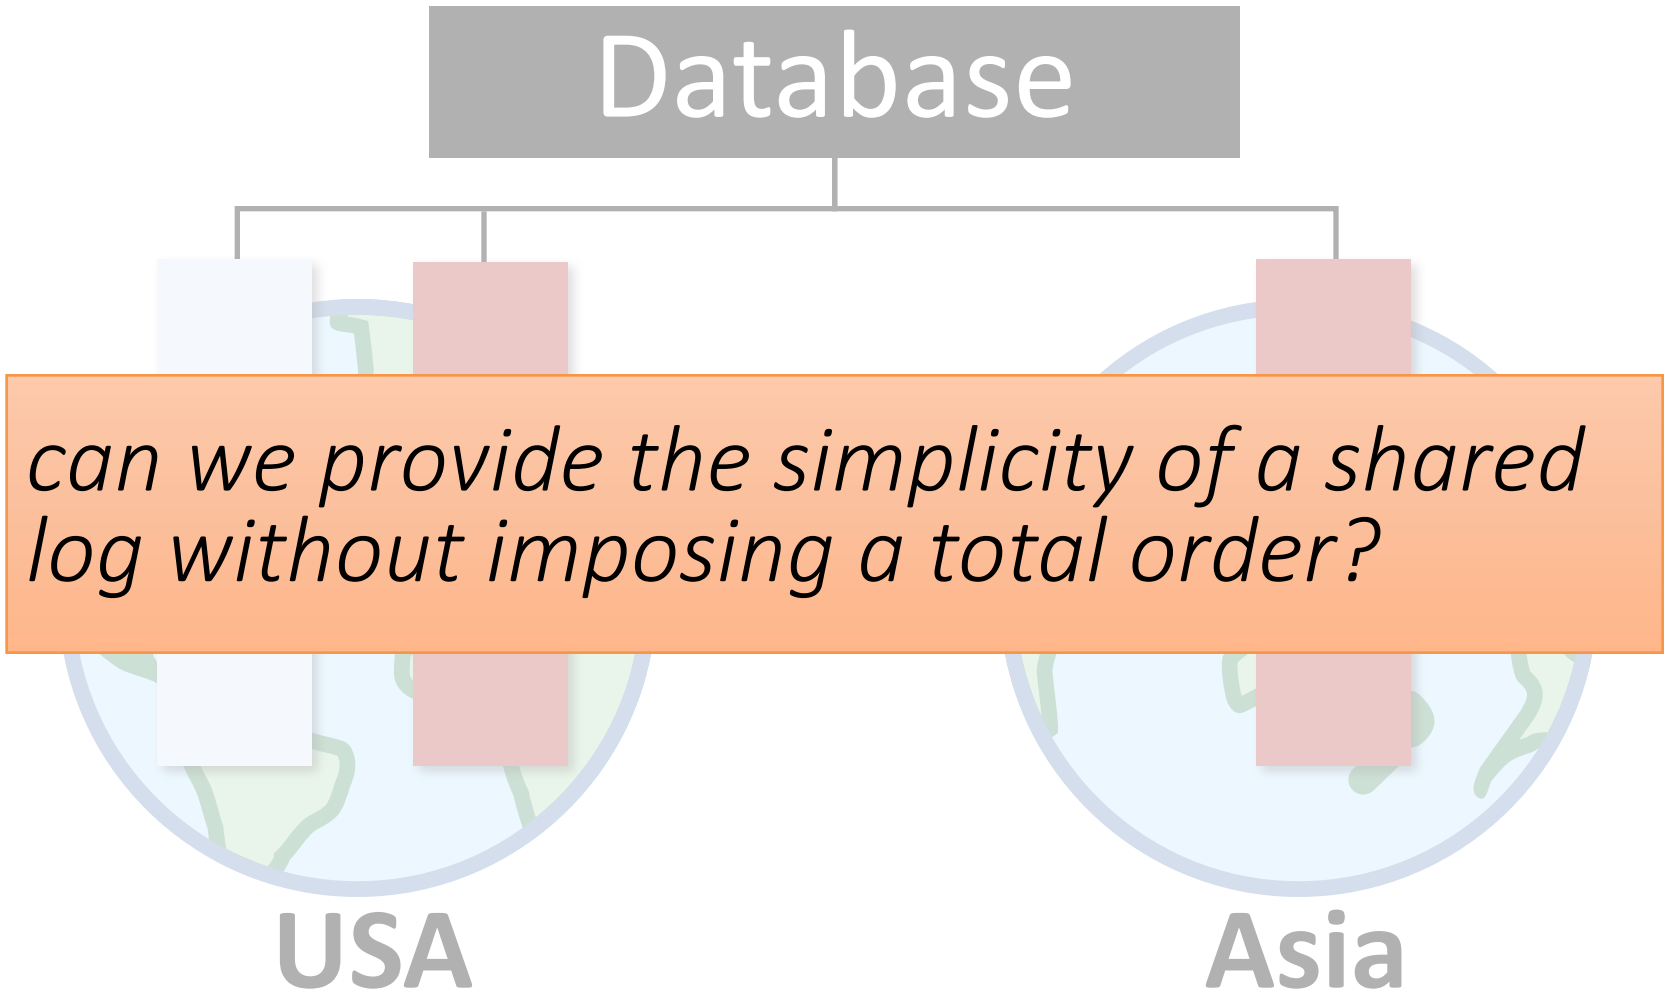 Database
can we provide the simplicity of a shared
log without imposing a total order?
USA
Asia